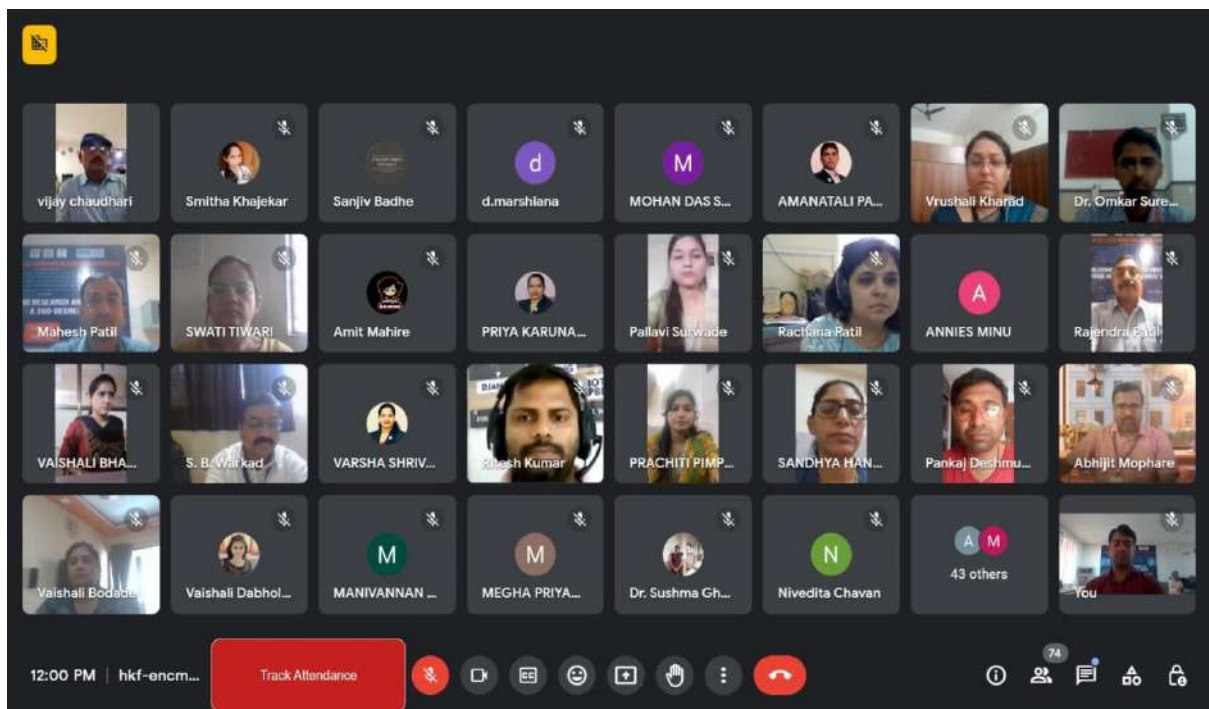 vijay chaudhari
Smitha Khajekar
Sanjiv Badhe
d
d.marshiana
M
MOHAN DAS S...
AMANATALI PA...
Vrushali Kharad
Dr. Omkar Sure...
Mahesh Patil
SWATI TIWARI
Amit Mahire
PRIYA KARUNA...
Pallavi Surwade
Rachana Patil
A
ANNIES MINU
Rajendra Patil
VAISHALI BHA...
S. B. Warkad
VARSHA SHRIV...
Ritesh Kumar
PRACHITI PIMP...
SANDHYA HAN...
Pankaj Deshmu...
Abhijit Mophare
Vaishali Bodade
Vaishali Dabhol...
M
MANIVANNAN ...
M
MEGHA PRIYA...
Dr. Sushma Gh...
N
Nivedita Chavan
A M
43 others
You
12:00 PM | hkf-encm...
Track Attendance
CC
74